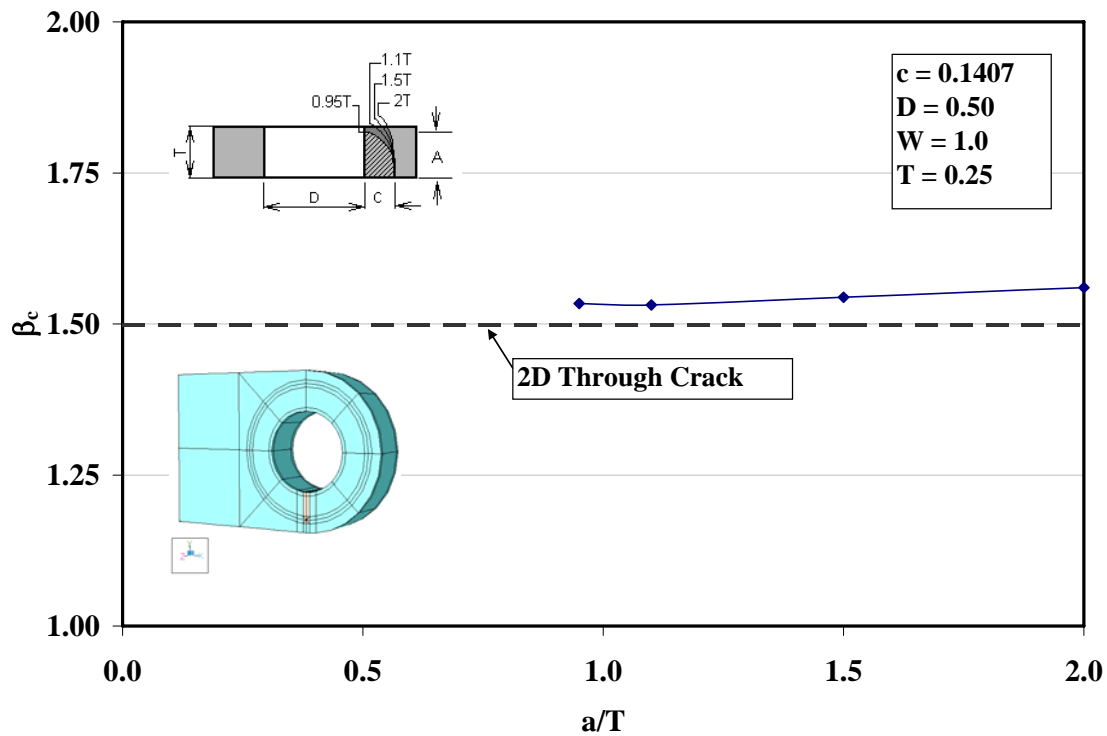 2.00
1.75
1.50
1.25
1.00
βc
0.0
0.5
1.0
1.5
2.0
a/T
1.1T
1.5T
0.95T
2T
T
A
D
C
c = 0.1407
D = 0.50
W = 1.0
T = 0.25
2D Through Crack